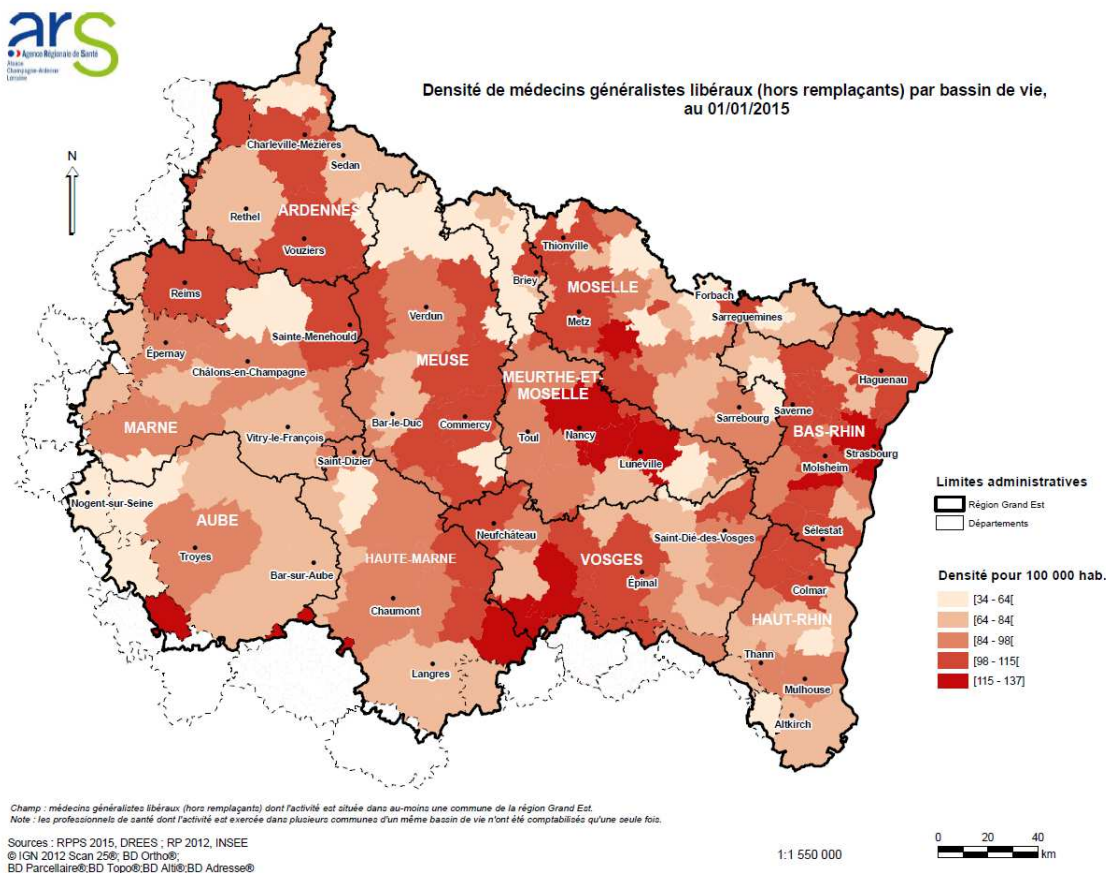 ars
Agence Régionale de Santé
Alsace
Champagne-Ardenne
Lorraine
Densité de médecins généralistes libéraux (hors remplaçants) par bassin de vie,
au 01/01/2015
N
Charleville-Mézières
Sedan
Rethel
ARDENNES
Vouziers
Thionville
Briey
MOSELLE
Reims
Forbach
Verdun
Metz
Sarreguemines
Sainte-Menehould
Épernay
MEUSE
Châlons-en-Champagne
MEURTHE-ET-
MOSELLE
Haguenau
Saverne
Sarrebourg
Bar-le-Duc
Commercy
MARNE
Vitry-le-François
Toul
Nancy
BAS-RHIN
Strasbourg
Saint-Dizier
Lunéville
Molsheim
Nogent-sur-Seine
AUBE
Neufchâteau
Saint-Dié-des-Vosges
Sélestat
Troyes
HAUTE-MARNE
VOSGES
Bar-sur-Aube
Épinal
Colmar
Chaumont
HAUT-RHIN
Thann
Langres
Mulhouse
Altkirch
Limites administratives
Région Grand Est
Départements
Densité pour 100 000 hab.
[34 - 64[
[64 - 84[
[84 - 98[
[98 - 115[
[115 - 137]
Champ : médecins généralistes libéraux (hors remplaçants) dont l'activité est située dans au-moins une commune de la région Grand Est.
Note : les professionnels de santé dont l'activité est exercée dans plusieurs communes d'un même bassin de vie n'ont été comptabilisés qu'une seule fois.
Sources : RPPS 2015, DREES ; RP 2012, INSEE
© IGN 2012 Scan 25®; BD Ortho®;
BD Parcellaire®;BD Topo®;BD Alti®;BD Adresse®
1:1 550 000
0 20 40
km